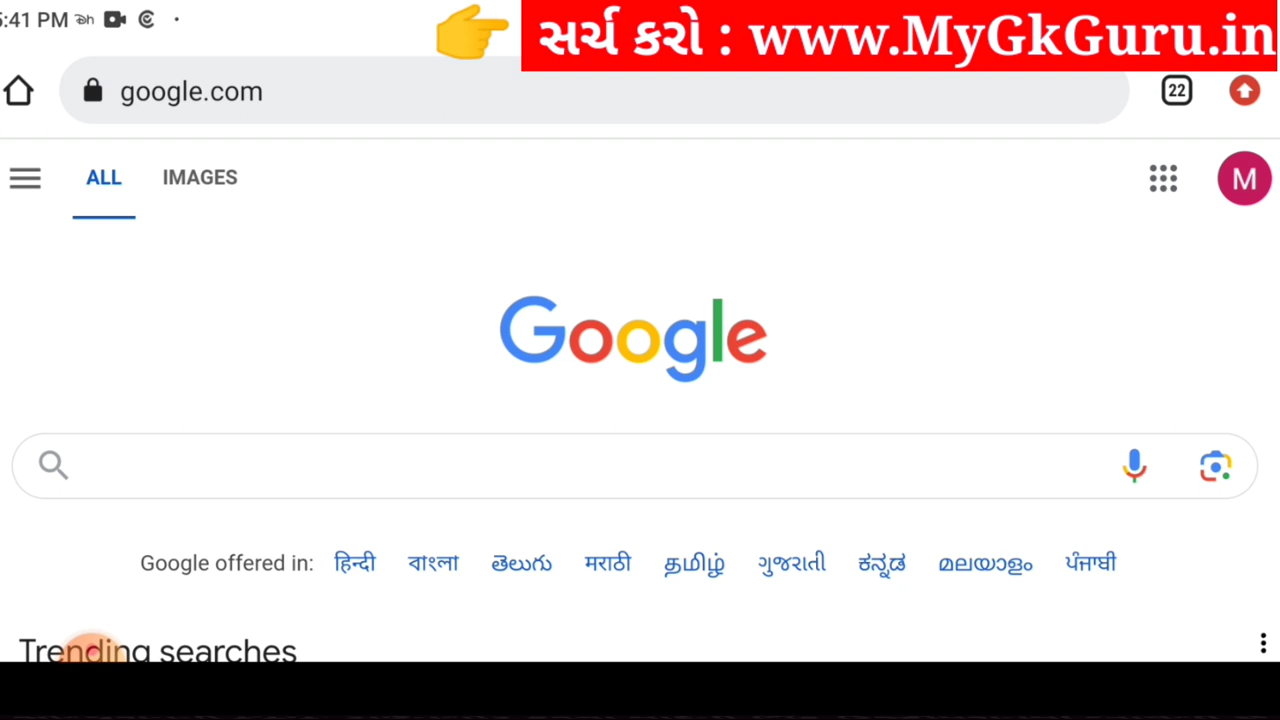 5:41 PM
સર્ચ કરો : www.MyGkGuru.in
google.com
22
ALL IMAGES
M
Google
Google offered in: हिन्दी বাংলা తెలుగు मराठी தமிழ் ગુજરાતી ಕನ್ನಡ മലയാളം ਪੰਜਾਬੀ
Trending searches